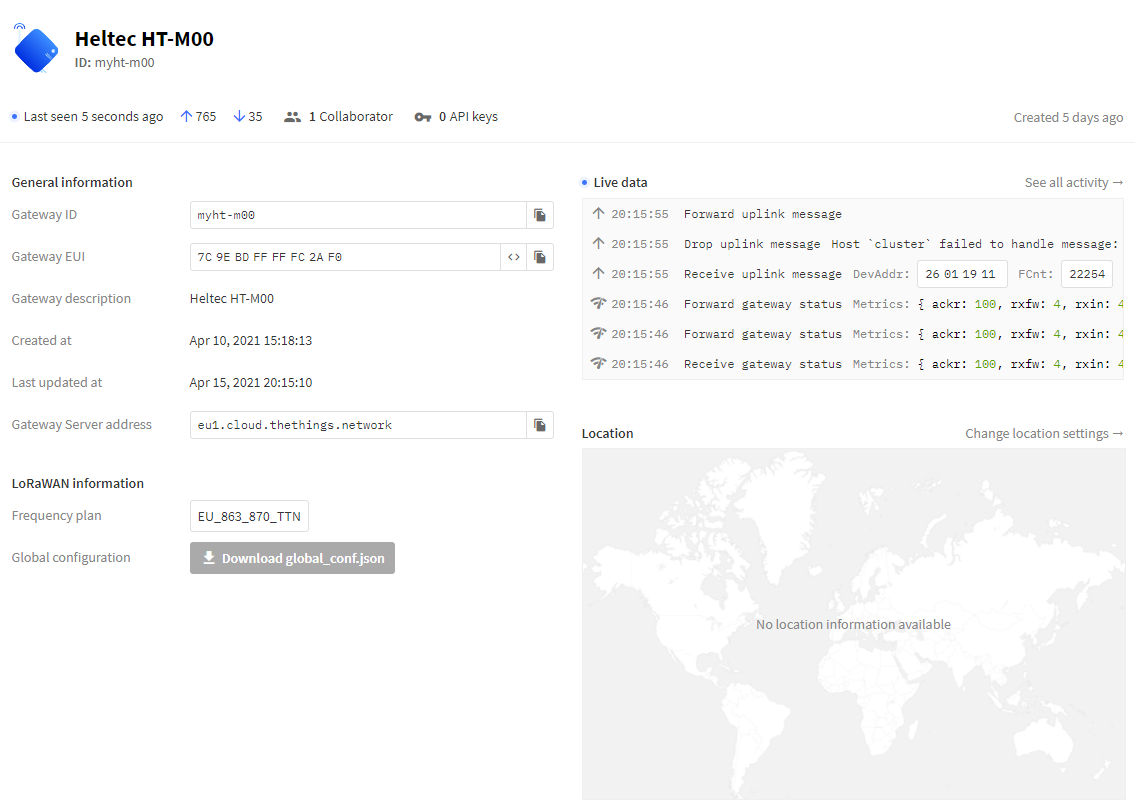 Heltec HT-M00
ID: myht-m00
Last seen 5 seconds ago 765 35 1 Collaborator 0 API keys Created 5 days ago
General information
Gateway ID myht-m00
Gateway EUI 7C 9E BD FF FF FC 2A F0 <>
Gateway description Heltec HT-M00
Created at Apr 10, 2021 15:18:13
Last updated at Apr 15, 2021 20:15:10
Gateway Server address eu1.cloud.thethings.network
LoRaWAN information
Frequency plan EU_863_870_TTN
Global configuration Download global_conf.json
Live data See all activity →
↑ 20:15:55 Forward uplink message
↑ 20:15:55 Drop uplink message Host `cluster` failed to handle message:
↑ 20:15:55 Receive uplink message DevAddr: 26 01 19 11 FCnt: 22254
20:15:46 Forward gateway status Metrics: { ackr: 100, rxfw: 4, rxin: 4
20:15:46 Forward gateway status Metrics: { ackr: 100, rxfw: 4, rxin: 4
20:15:46 Receive gateway status Metrics: { ackr: 100, rxfw: 4, rxin: 4
Location Change location settings →
No location information available